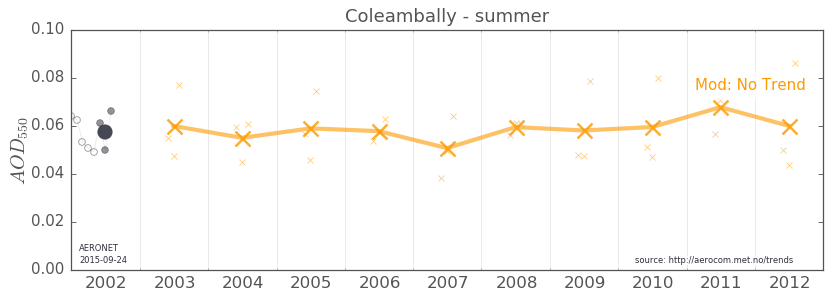 Coleambally - summer
0.10
0.08
0.06
0.04
0.02
0.00
AOD550
Mod: No Trend
AERONET
2015-09-24
source: http://aerocom.met.no/trends
2002 2003 2004 2005 2006 2007 2008 2009 2010 2011 2012